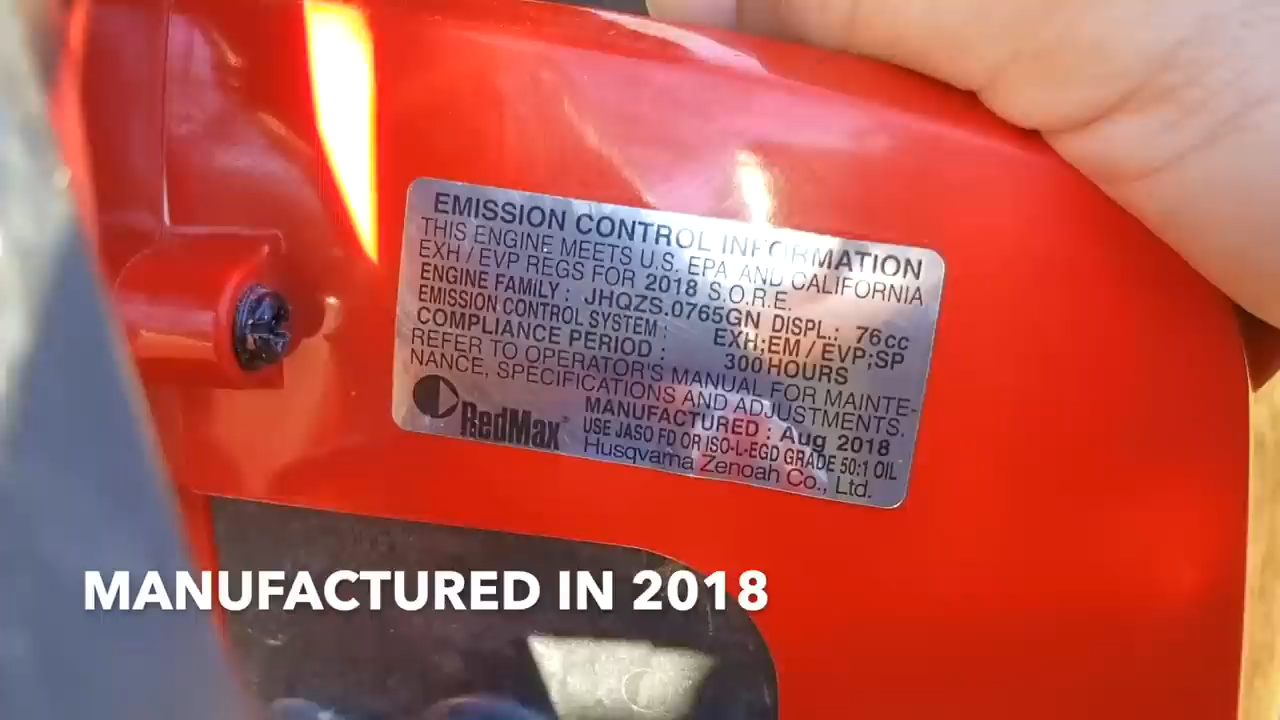 EMISSION CONTROL INFORMATION
THIS ENGINE MEETS U.S. EPA AND CALIFORNIA
EXH / EVP REGS FOR 2018 S.O.R.E.
ENGINE FAMILY : JHQZS.0765GN DISPL.: 76cc
EMISSION CONTROL SYSTEM : EXH;EM / EVP;SP
COMPLIANCE PERIOD : 300 HOURS
REFER TO OPERATOR'S MANUAL FOR MAINTE-
NANCE, SPECIFICATIONS AND ADJUSTMENTS.
RedMax
MANUFACTURED : Aug 2018
USE JASO FD OR ISO-L-EGD GRADE 50:1 OIL
Husqvarna Zenoah Co., Ltd.
MANUFACTURED IN 2018